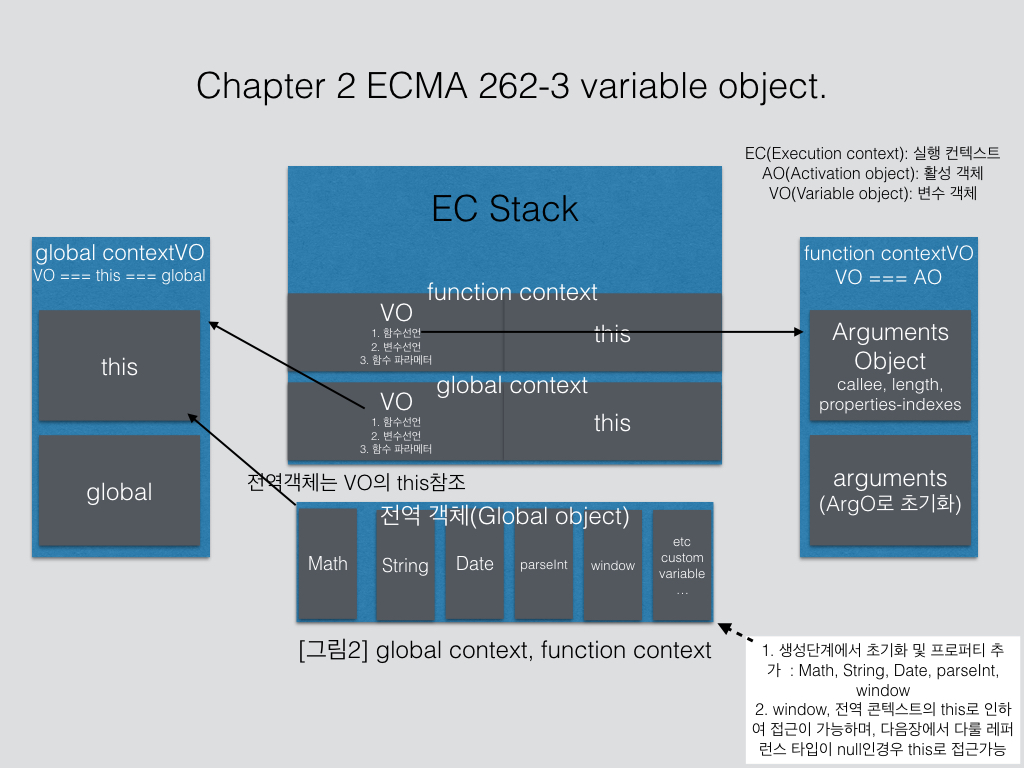 Chapter 2 ECMA 262-3 variable object.
EC(Execution context): 실행 컨텍스트
AO(Activation object): 활성 객체
VO(Variable object): 변수 객체
EC Stack
global contextVO
VO === this === global
this
global
function context
VO
1. 함수선언
2. 변수선언
3. 함수 파라메터
this
global context
VO
1. 함수선언
2. 변수선언
3. 함수 파라메터
this
function contextVO
VO === AO
Arguments
Object
callee, length,
properties-indexes
arguments
(ArgO로 초기화)
전역객체는 VO의 this참조
전역 객체(Global object)
Math
String
Date
parseInt
window
etc
custom
variable
...
[그림2] global context, function context
1. 생성단계에서 초기화 및 프로퍼티 추
가 : Math, String, Date, parseInt,
window
2. window, 전역 콘텍스트의 this로 인하
여 접근이 가능하며, 다음장에서 다룰 레퍼
런스 타입이 null인경우 this로 접근가능